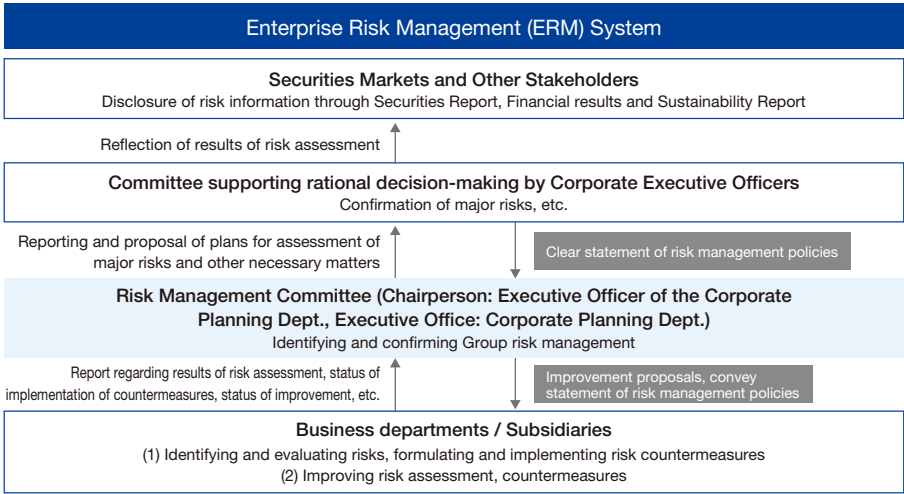 Enterprise Risk Management (ERM) System
Securities Markets and Other Stakeholders
Disclosure of risk information through Securities Report, Financial results and Sustainability Report
Reflection of results of risk assessment
Committee supporting rational decision-making by Corporate Executive Officers
Confirmation of major risks, etc.
Reporting and proposal of plans for assessment of
major risks and other necessary matters
Clear statement of risk management policies
Risk Management Committee (Chairperson: Executive Officer of the Corporate
Planning Dept., Executive Office: Corporate Planning Dept.)
Identifying and confirming Group risk management
Report regarding results of risk assessment, status of
implementation of countermeasures, status of improvement, etc.
Improvement proposals, convey
statement of risk management policies
Business departments / Subsidiaries
(1) Identifying and evaluating risks, formulating and implementing risk countermeasures
(2) Improving risk assessment, countermeasures